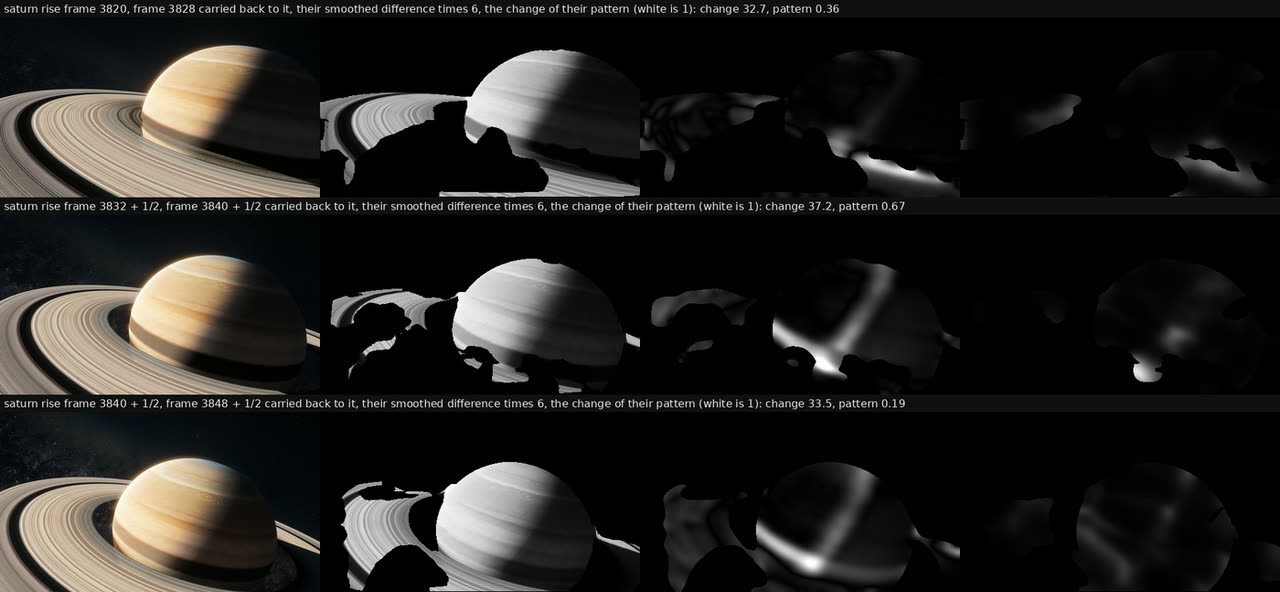 saturn rise frame 3820, frame 3828 carried back to it, their smoothed difference times 6, the change of their pattern (white is 1): change 32.7, pattern 0.36
saturn rise frame 3832 + 1/2, frame 3840 + 1/2 carried back to it, their smoothed difference times 6, the change of their pattern (white is 1): change 37.2, pattern 0.67
saturn rise frame 3840 + 1/2, frame 3848 + 1/2 carried back to it, their smoothed difference times 6, the change of their pattern (white is 1): change 33.5, pattern 0.19